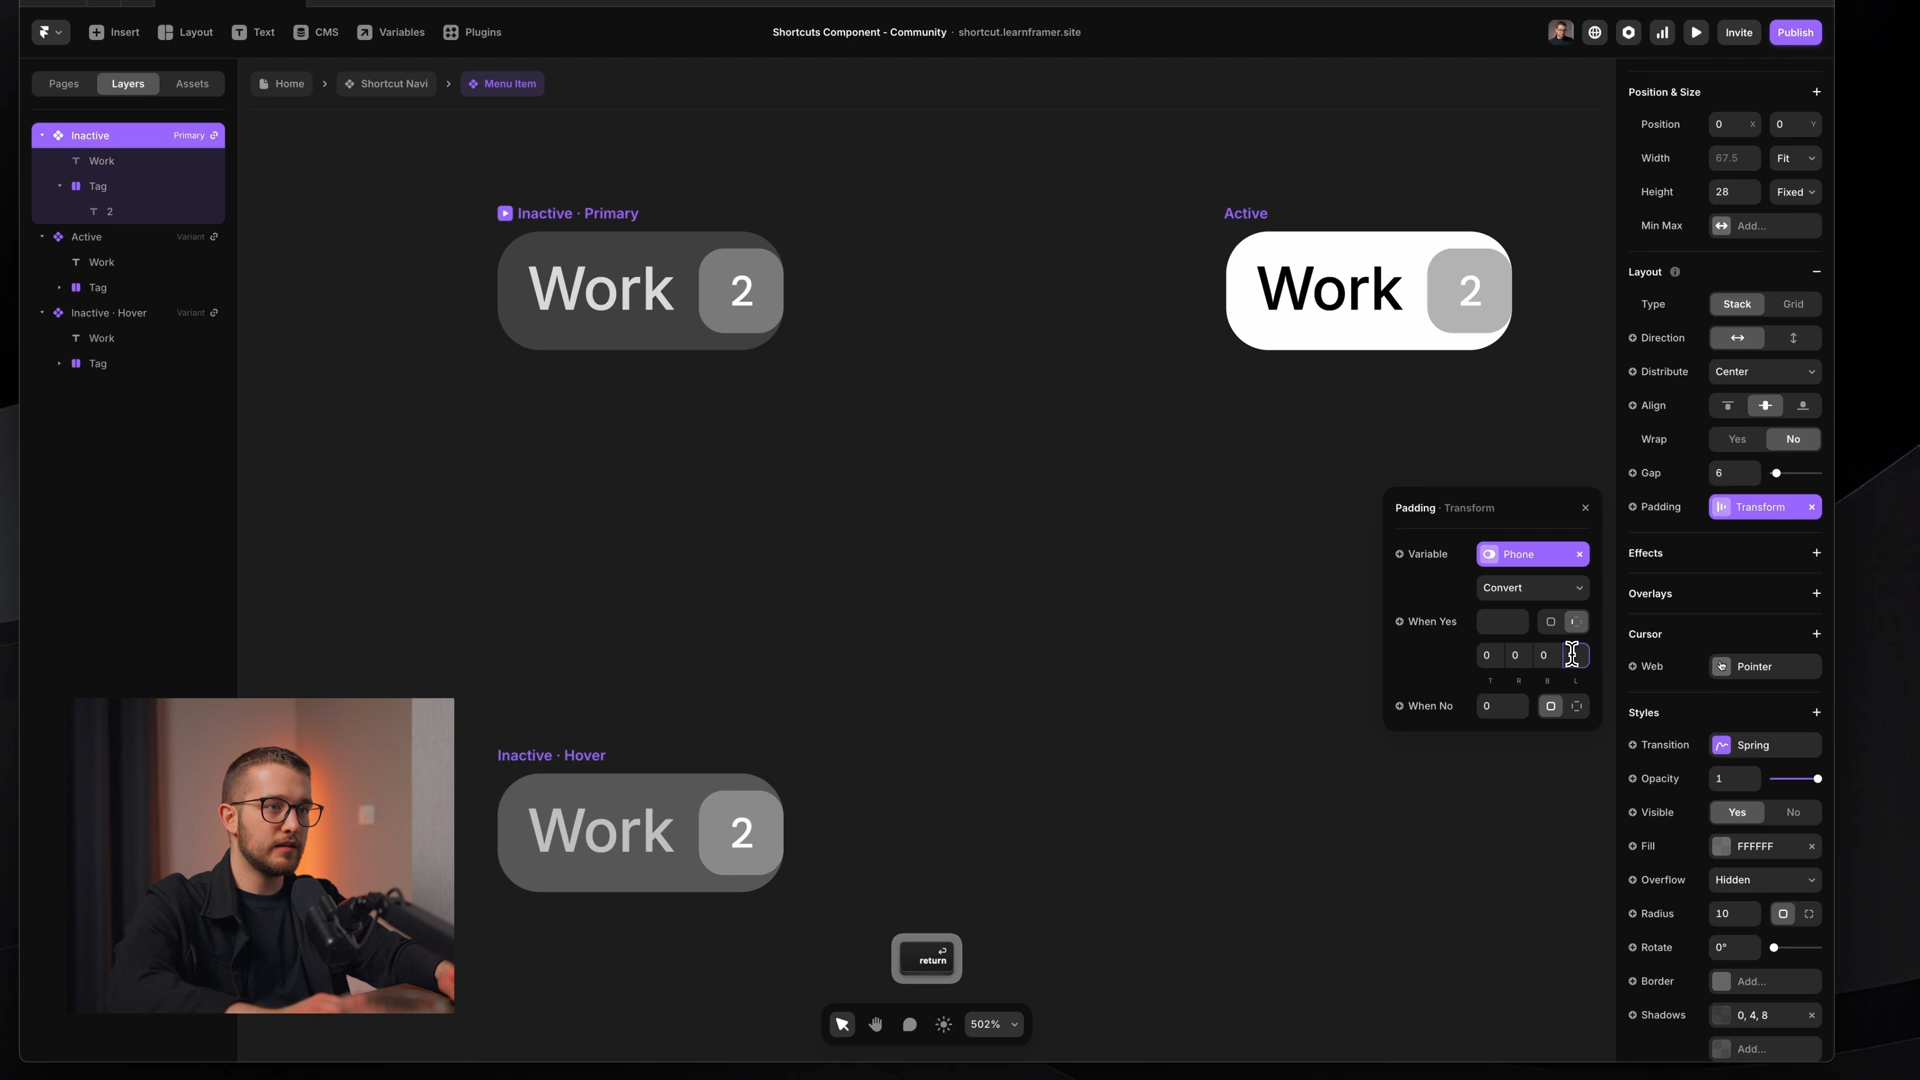 Insert
Layout
Text
CMS
Variables
Plugins
Shortcuts Component - Community · shortcut.learnframer.site
Invite
Publish
Pages
Layers
Assets
Home
Shortcut Navi
Menu Item
Inactive
Primary
Work
Tag
2
Active
Variant
Work
Tag
Inactive · Hover
Variant
Work
Tag
Inactive · Primary
Work 2
Active
Work 2
Inactive · Hover
Work 2
return
502%
Padding · Transform
Variable
Phone
Convert
When Yes
0 0 0
T R B L
When No
0
Position & Size
Position
0 X
0 Y
Width
67.5
Fit
Height
28
Fixed
Min Max
Add...
Layout
Type
Stack
Grid
Direction
Distribute
Center
Align
Wrap
Yes
No
Gap
6
Padding
Transform
Effects
Overlays
Cursor
Web
Pointer
Styles
Transition
Spring
Opacity
1
Visible
Yes
No
Fill
FFFFFF
Overflow
Hidden
Radius
10
Rotate
0°
Border
Add...
Shadows
0, 4, 8
Add...